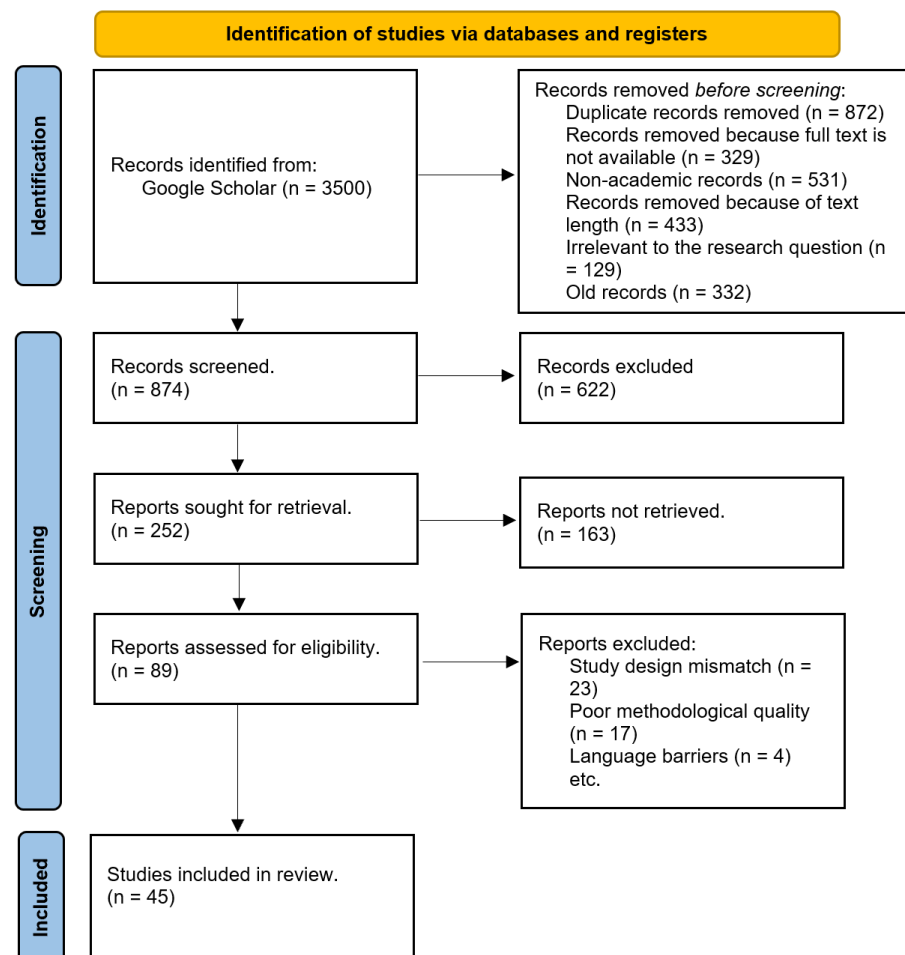 Identification of studies via databases and registers
Identification
Records identified from:
Google Scholar (n = 3500)
Records removed before screening:
Duplicate records removed (n = 872)
Records removed because full text is
not available (n = 329)
Non-academic records (n = 531)
Records removed because of text
length (n = 433)
Irrelevant to the research question (n
= 129)
Old records (n = 332)
Screening
Records screened.
(n = 874)
Records excluded
(n = 622)
Reports sought for retrieval.
(n = 252)
Reports not retrieved.
(n = 163)
Reports assessed for eligibility.
(n = 89)
Reports excluded:
Study design mismatch (n =
23)
Poor methodological quality
(n = 17)
Language barriers (n = 4)
etc.
Included
Studies included in review.
(n = 45)